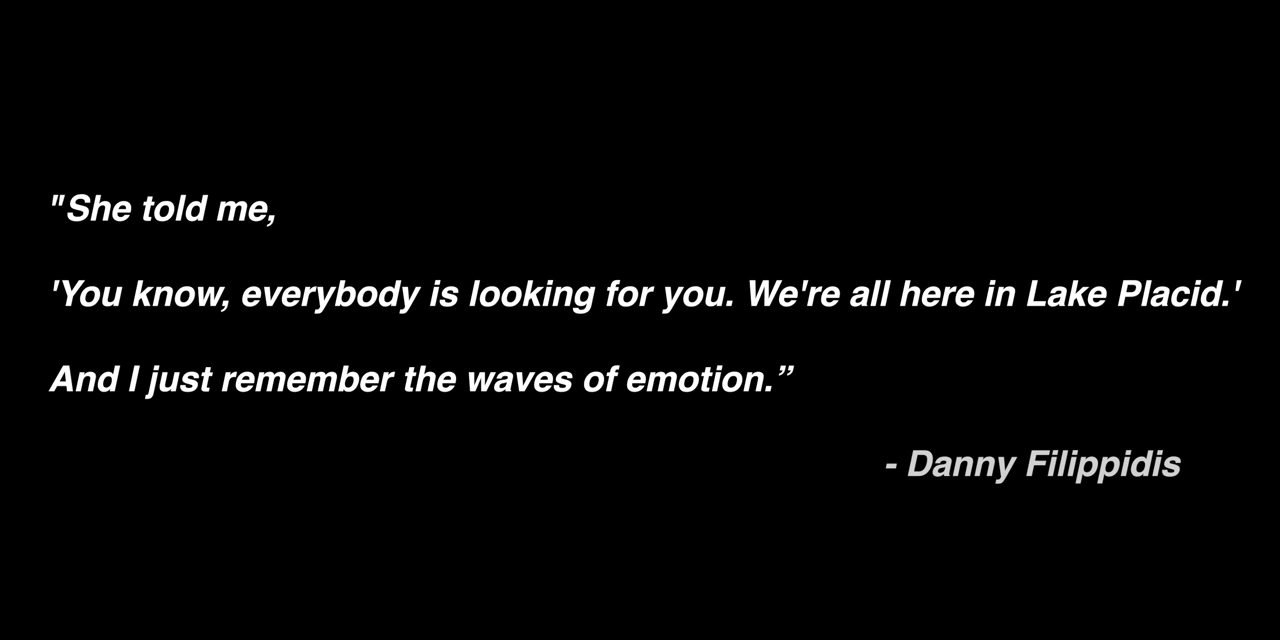 "She told me,
'You know, everybody is looking for you. We're all here in Lake Placid.'
And I just remember the waves of emotion.”
- Danny Filippidis